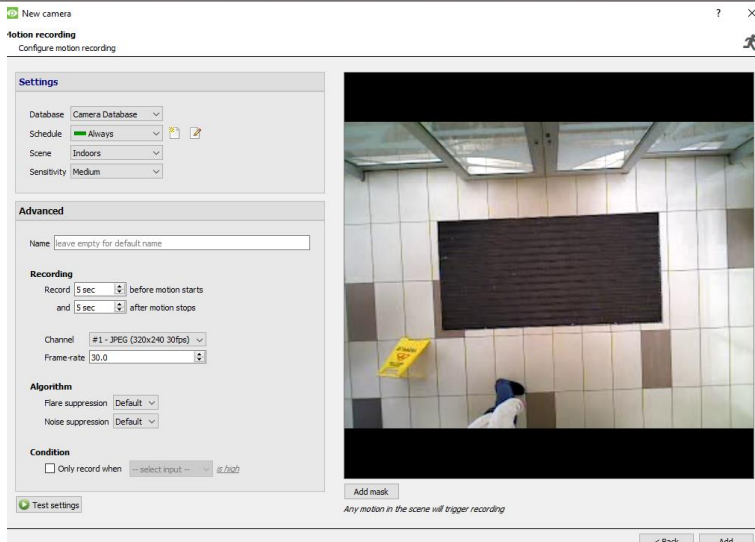 New camera
?
Motion recording
Configure motion recording
Settings
Database Camera Database
Schedule Always
Scene Indoors
Sensitivity Medium
Advanced
Name leave empty for default name
Recording
Record 5 sec before motion starts
and 5 sec after motion stops
Channel #1 - JPEG (320x240 30fps)
Frame-rate 30.0
Algorithm
Flare suppression Default
Noise suppression Default
Condition
Only record when -- select input -- is high
Test settings
Add mask
Any motion in the scene will trigger recording
< Back Add